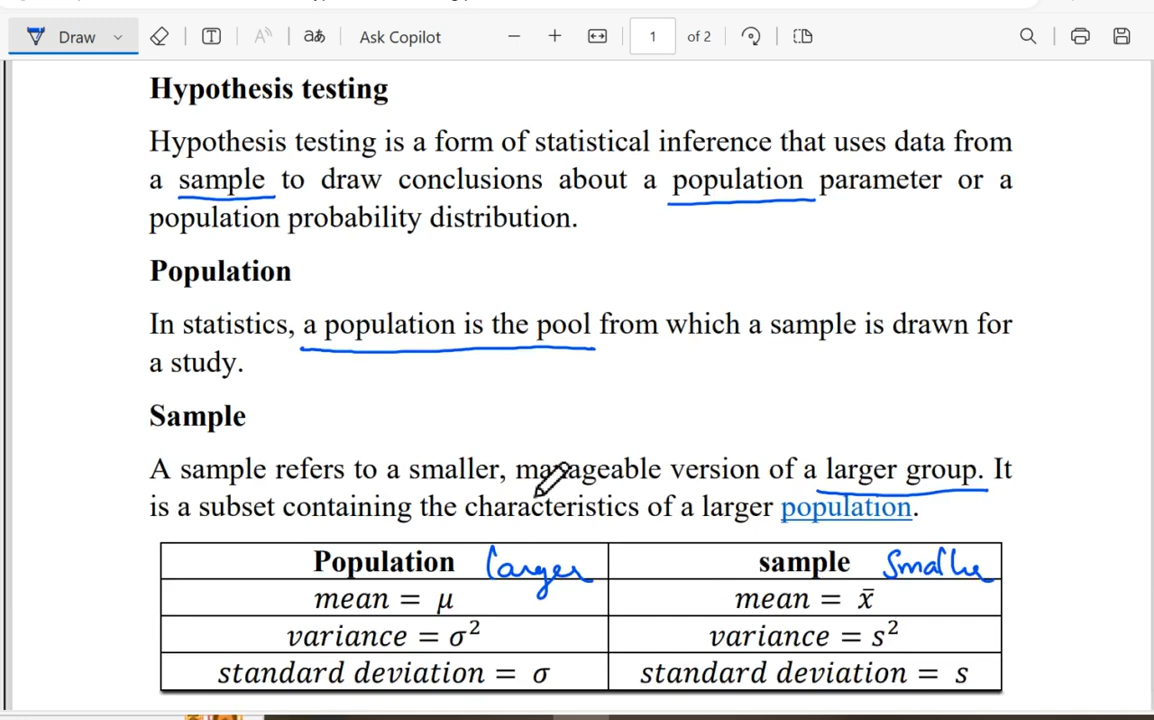 Draw
Ask Copilot
1 of 2
Hypothesis testing
Hypothesis testing is a form of statistical inference that uses data from
a sample to draw conclusions about a population parameter or a
population probability distribution.
Population
In statistics, a population is the pool from which a sample is drawn for
a study.
Sample
A sample refers to a smaller, manageable version of a larger group. It
is a subset containing the characteristics of a larger population.
Population Larger sample Smaller
mean = μ mean = x̄
variance = σ² variance = s²
standard deviation = σ standard deviation = s